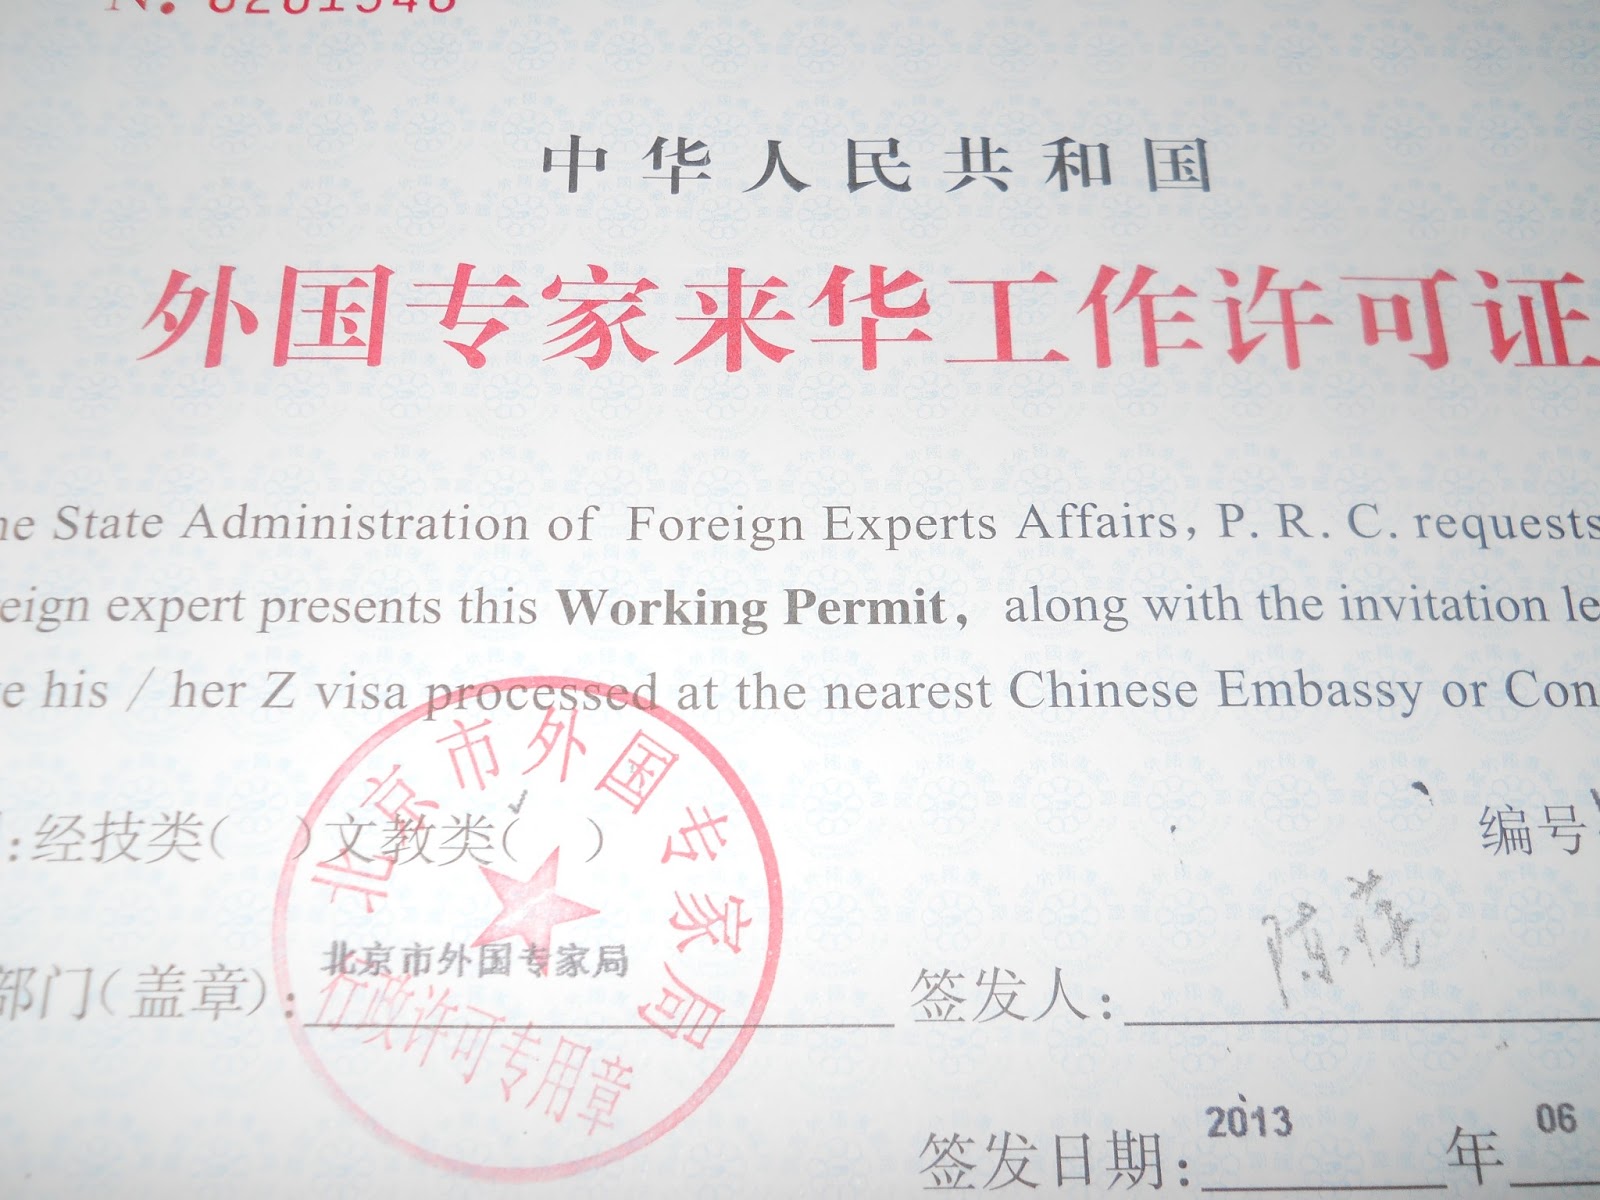 中华人民共和国
外国专家来华工作许可证
he State Administration of Foreign Experts Affairs, P. R. C. requests
eign expert presents this Working Permit, along with the invitation le
e his / her Z visa processed at the nearest Chinese Embassy or Con
:经技类( )文教类(✓) 编号
北京市外国专家局
北京市外国专家局
行政许可专用章
部门(盖章): 签发人:
签发日期: 2013 年 06